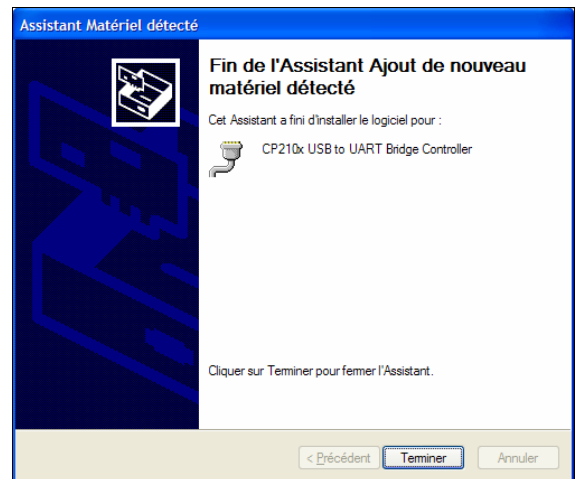 Assistant Matériel détecté
Fin de l'Assistant Ajout de nouveau
matériel détecté
Cet Assistant a fini d'installer le logiciel pour :
CP210x USB to UART Bridge Controller
Cliquer sur Terminer pour fermer l'Assistant.
< Précédent Terminer Annuler